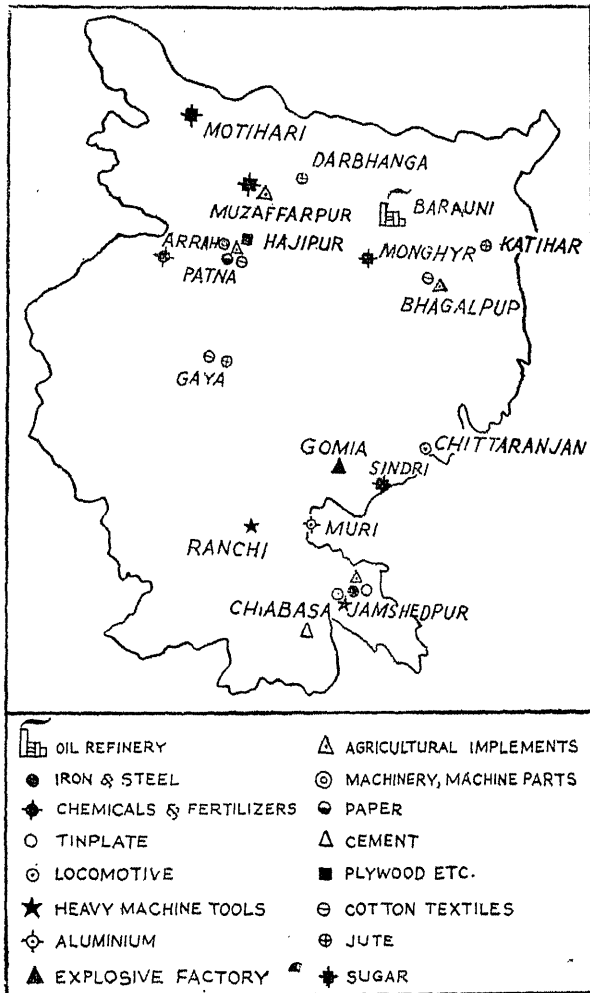 MOTIHARI
DARBHANGA
MUZAFFARPUR
BARAUNI
ARRAH
HAJIPUR
MONGHYR
KATIHAR
PATNA
BHAGALPUP
GAYA
CHITTARANJAN
GOMIA
SINDRI
MURI
RANCHI
CHIABASA
JAMSHEDPUR
OIL REFINERY
IRON & STEEL
CHEMICALS & FERTILIZERS
TINPLATE
LOCOMOTIVE
HEAVY MACHINE TOOLS
ALUMINIUM
EXPLOSIVE FACTORY
AGRICULTURAL IMPLEMENTS
MACHINERY, MACHINE PARTS
PAPER
CEMENT
PLYWOOD ETC.
COTTON TEXTILES
JUTE
SUGAR